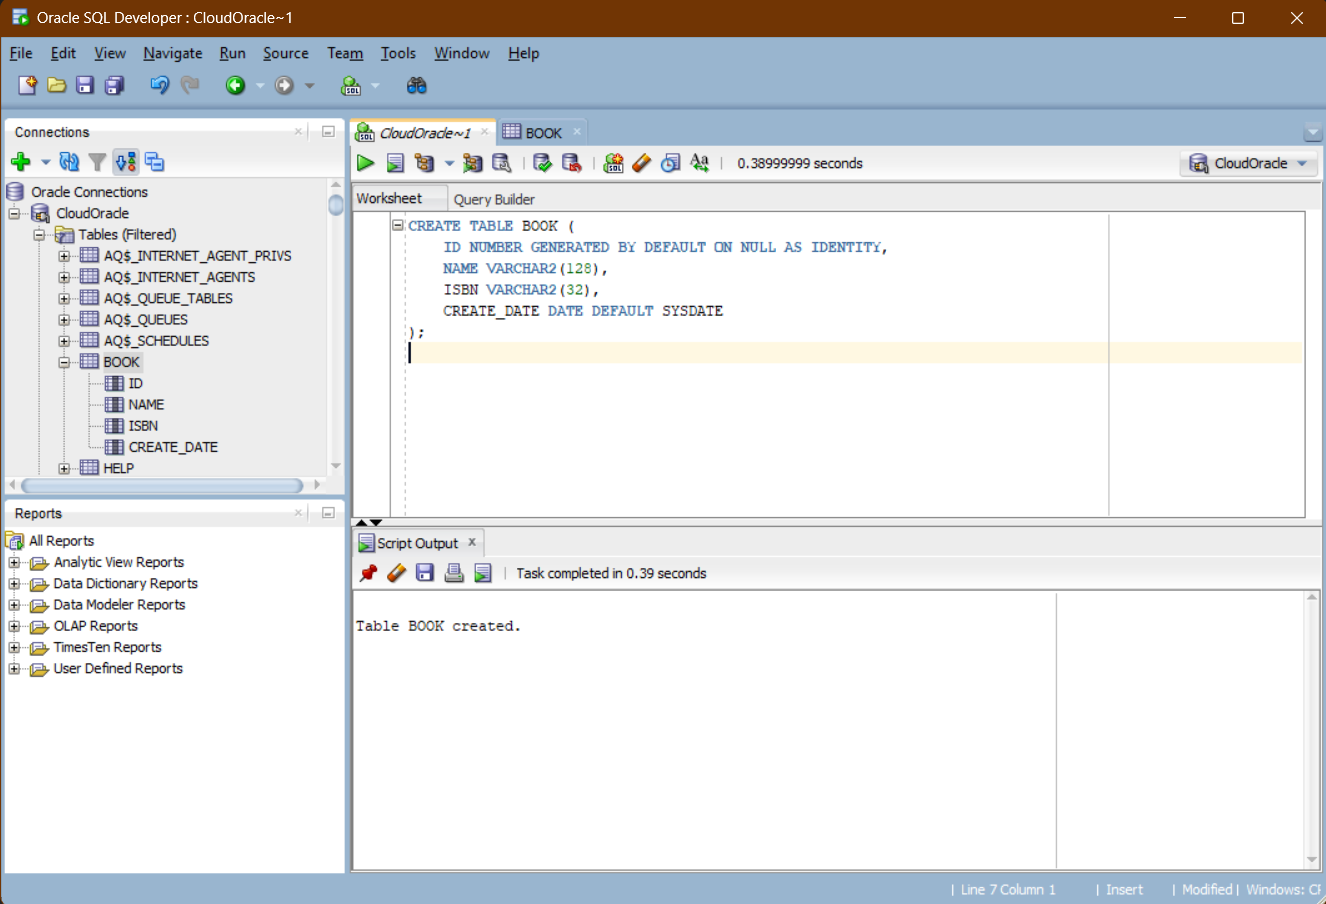 Oracle SQL Developer : CloudOracle~1
File Edit View Navigate Run Source Team Tools Window Help
Connections
Oracle Connections
CloudOracle
Tables (Filtered)
AQ$_INTERNET_AGENT_PRIVS
AQ$_INTERNET_AGENTS
AQ$_QUEUE_TABLES
AQ$_QUEUES
AQ$_SCHEDULES
BOOK
ID
NAME
ISBN
CREATE_DATE
HELP
Reports
All Reports
Analytic View Reports
Data Dictionary Reports
Data Modeler Reports
OLAP Reports
TimesTen Reports
User Defined Reports
CloudOracle~1 BOOK
0.38999999 seconds CloudOracle
Worksheet Query Builder
CREATE TABLE BOOK (
ID NUMBER GENERATED BY DEFAULT ON NULL AS IDENTITY,
NAME VARCHAR2(128),
ISBN VARCHAR2(32),
CREATE_DATE DATE DEFAULT SYSDATE
);
Script Output
Task completed in 0.39 seconds
Table BOOK created.
| Line 7 Column 1 | Insert | Modified | Windows: